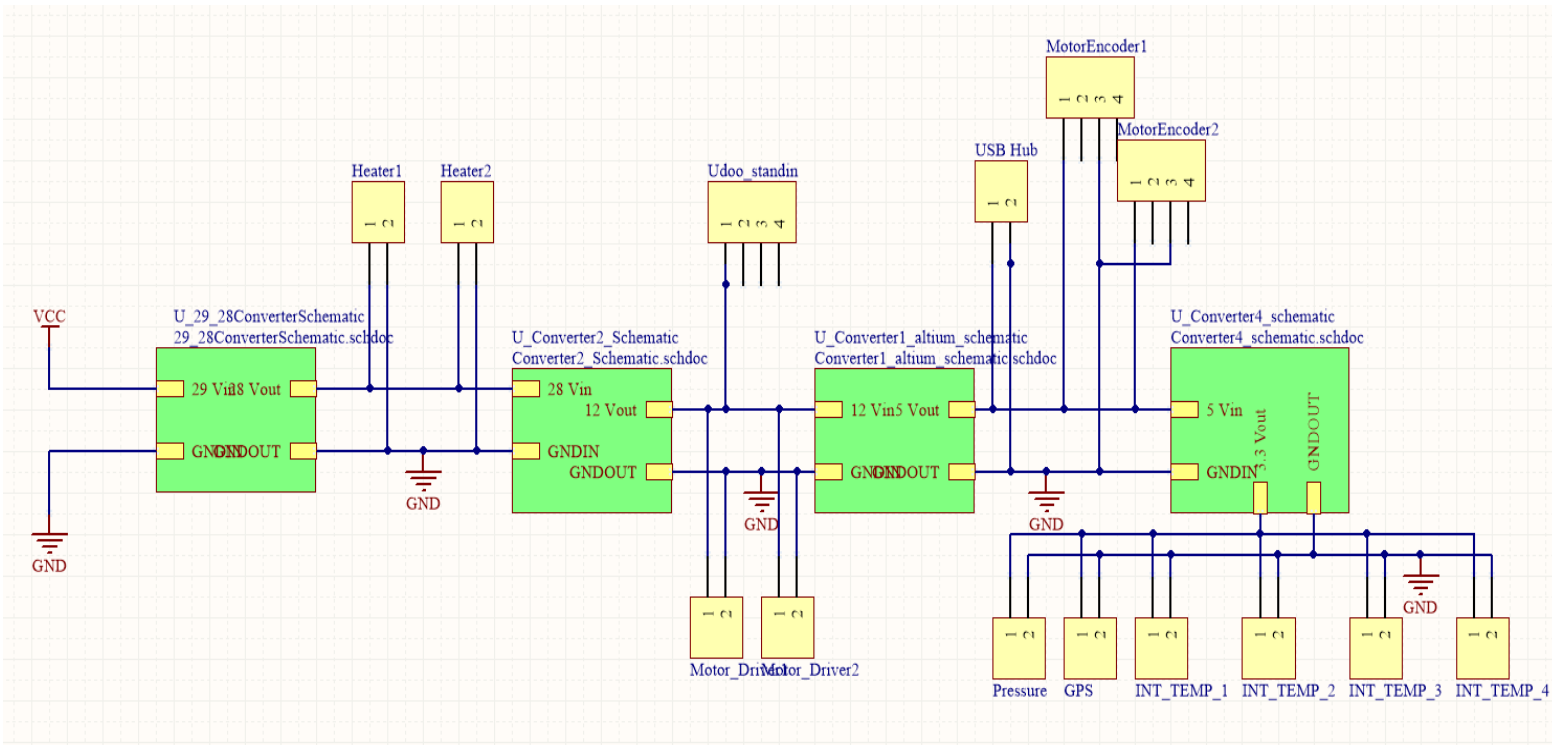 MotorEncoder1
1 2 3 4
MotorEncoder2
1 2 3 4
USB Hub
1 2
Heater1
1 2
Heater2
1 2
Udoo_standin
1 2 3 4
VCC
U_29_28ConverterSchematic
29_28ConverterSchematic.schdoc
29 Vin
28 Vout
GNDIN
GNDOUT
GND
GND
U_Converter2_Schematic
Converter2_Schematic.schdoc
28 Vin
12 Vout
GNDIN
GNDOUT
GND
U_Converter1_altium_schematic
Converter1_altium_schematic.schdoc
12 Vin
5 Vout
GNDIN
GNDOUT
GND
U_Converter4_schematic
Converter4_schematic.schdoc
5 Vin
GNDIN
3.3 Vout
GNDOUT
GND
1 2
Motor_Driver1
1 2
Motor_Driver2
1 2
Pressure
1 2
GPS
1 2
INT_TEMP_1
1 2
INT_TEMP_2
1 2
INT_TEMP_3
1 2
INT_TEMP_4